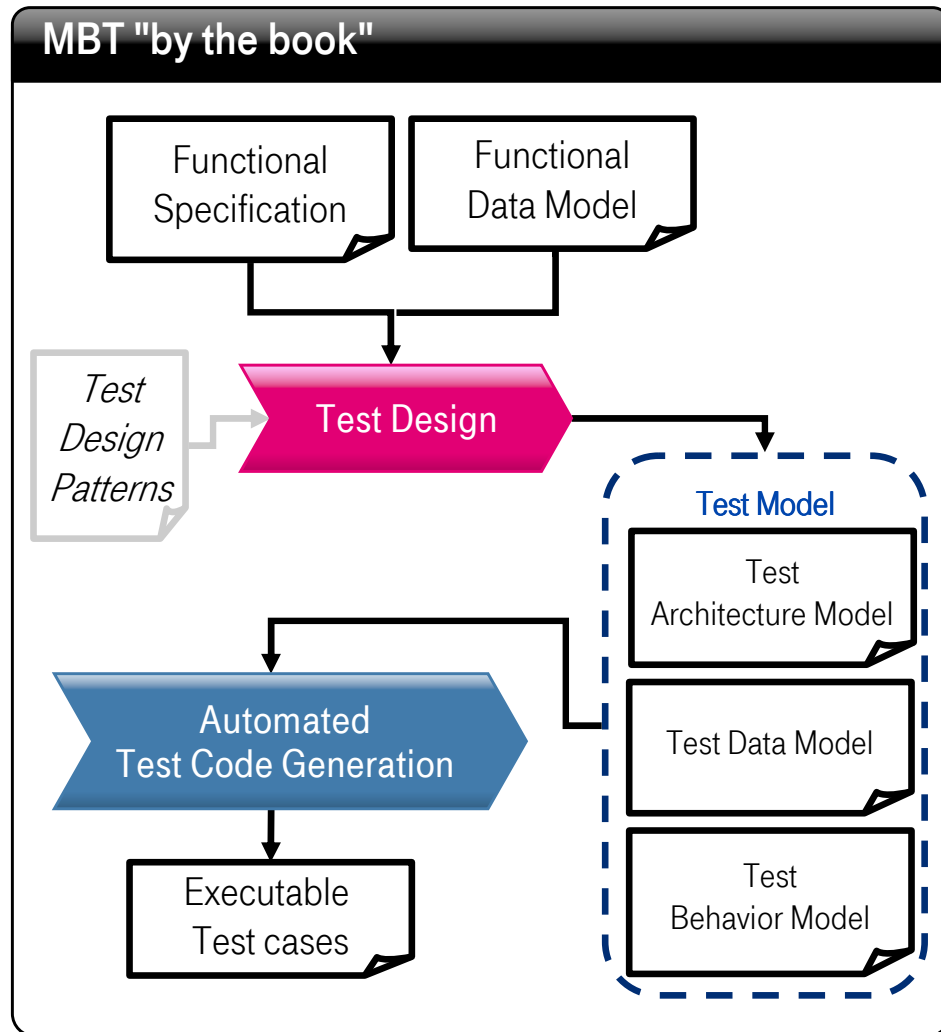 MBT "by the book"
Functional
Specification
Functional
Data Model
Test
Design
Patterns
Test Design
Test Model
Test
Architecture Model
Test Data Model
Test
Behavior Model
Automated
Test Code Generation
Executable
Test cases